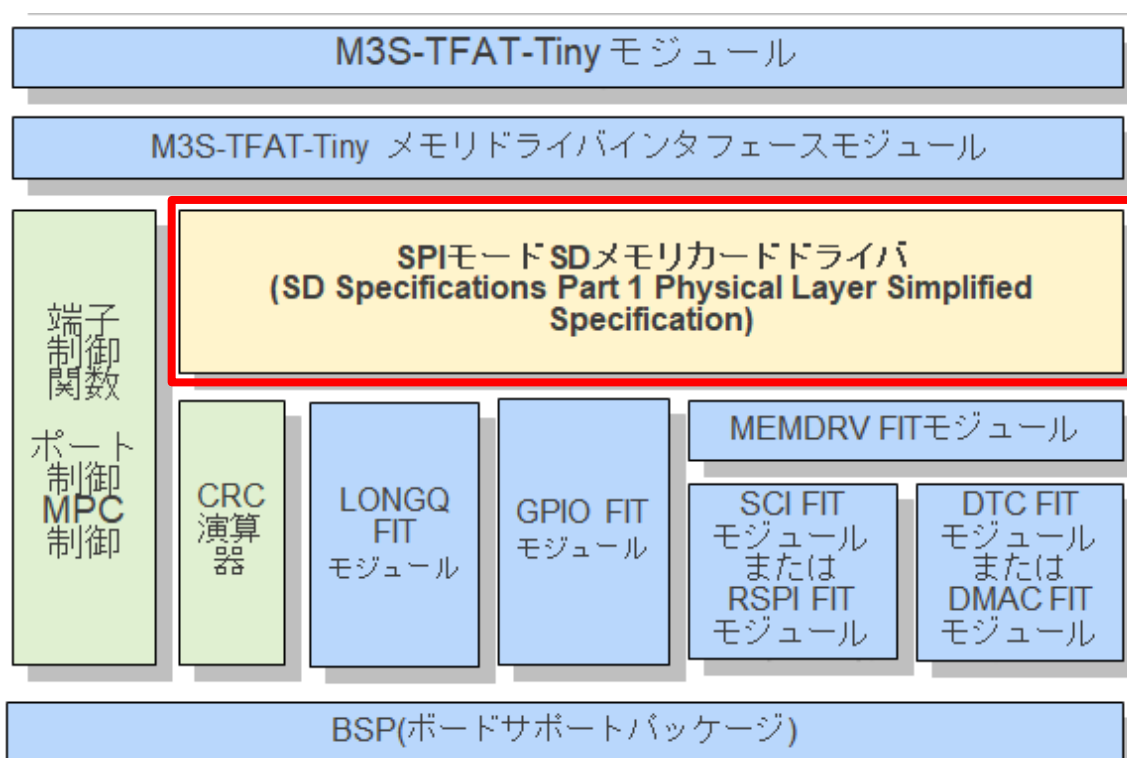 M3S-TFAT-Tiny モジュール
M3S-TFAT-Tiny メモリドライバインタフェースモジュール
SPIモードSDメモリカードドライバ
(SD Specifications Part 1 Physical Layer Simplified
Specification)
端子
制御
関数
ポート
制御
MPC
制御
CRC
演算
器
LONGQ
FIT
モジュール
GPIO FIT
モジュール
MEMDRV FITモジュール
SCI FIT
モジュール
または
RSPI FIT
モジュール
DTC FIT
モジュール
または
DMAC FIT
モジュール
BSP(ボードサポートパッケージ)